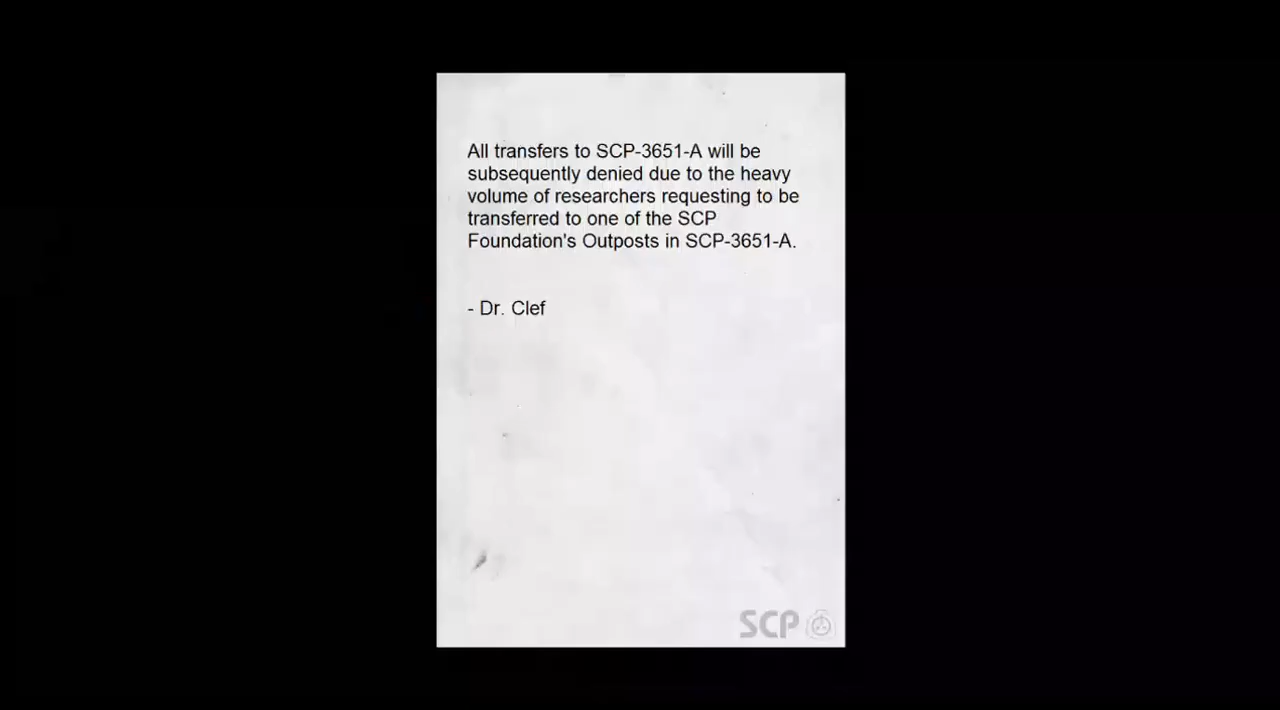 All transfers to SCP-3651-A will be
subsequently denied due to the heavy
volume of researchers requesting to be
transferred to one of the SCP
Foundation's Outposts in SCP-3651-A.
- Dr. Clef
SCP